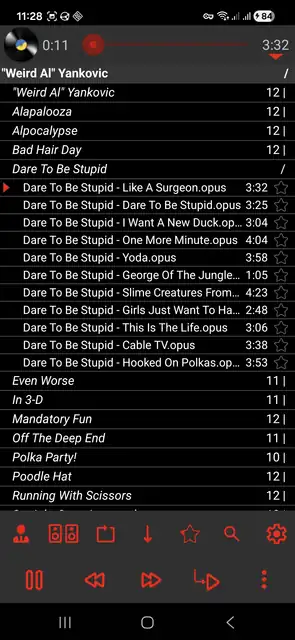 11:28 84
0:11 3:32
"Weird Al" Yankovic /
"Weird Al" Yankovic 12 |
Alapalooza 12 |
Alpocalypse 12 |
Bad Hair Day 12 |
Dare To Be Stupid /
Dare To Be Stupid - Like A Surgeon.opus 3:32
Dare To Be Stupid - Dare To Be Stupid.opus 3:25
Dare To Be Stupid - I Want A New Duck.op... 3:04
Dare To Be Stupid - One More Minute.opus 4:04
Dare To Be Stupid - Yoda.opus 3:58
Dare To Be Stupid - George Of The Jungle... 1:05
Dare To Be Stupid - Slime Creatures From... 4:23
Dare To Be Stupid - Girls Just Want To Ha... 2:48
Dare To Be Stupid - This Is The Life.opus 3:06
Dare To Be Stupid - Cable TV.opus 3:38
Dare To Be Stupid - Hooked On Polkas.op... 3:53
Even Worse 11 |
In 3-D 11 |
Mandatory Fun 12 |
Off The Deep End 11 |
Polka Party! 10 |
Poodle Hat 12 |
Running With Scissors 12 |